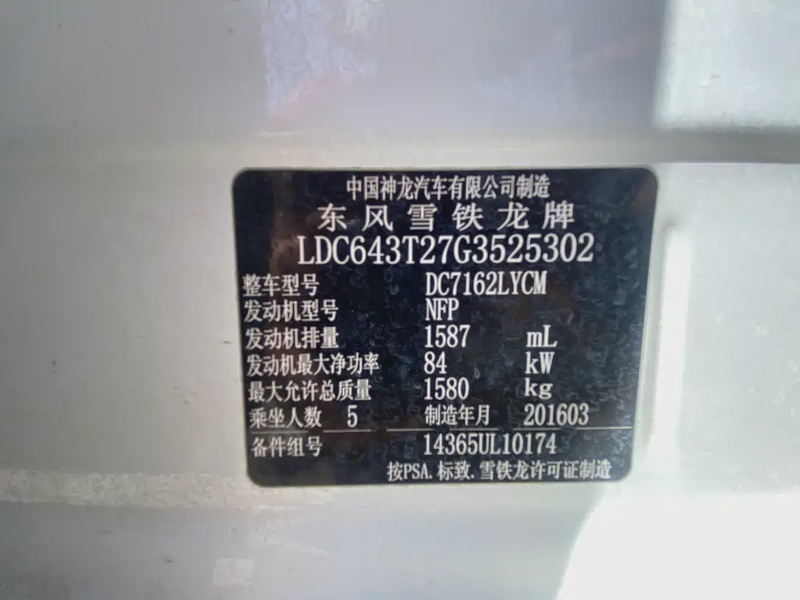 中国神龙汽车有限公司制造
东风雪铁龙牌
LDC643T27G3525302
整车型号 DC7162LYCM
发动机型号 NFP
发动机排量 1587 mL
发动机最大净功率 84 kW
最大允许总质量 1580 kg
乘坐人数 5 制造年月 201603
备件组号 14365UL10174
按PSA.标致.雪铁龙许可证制造